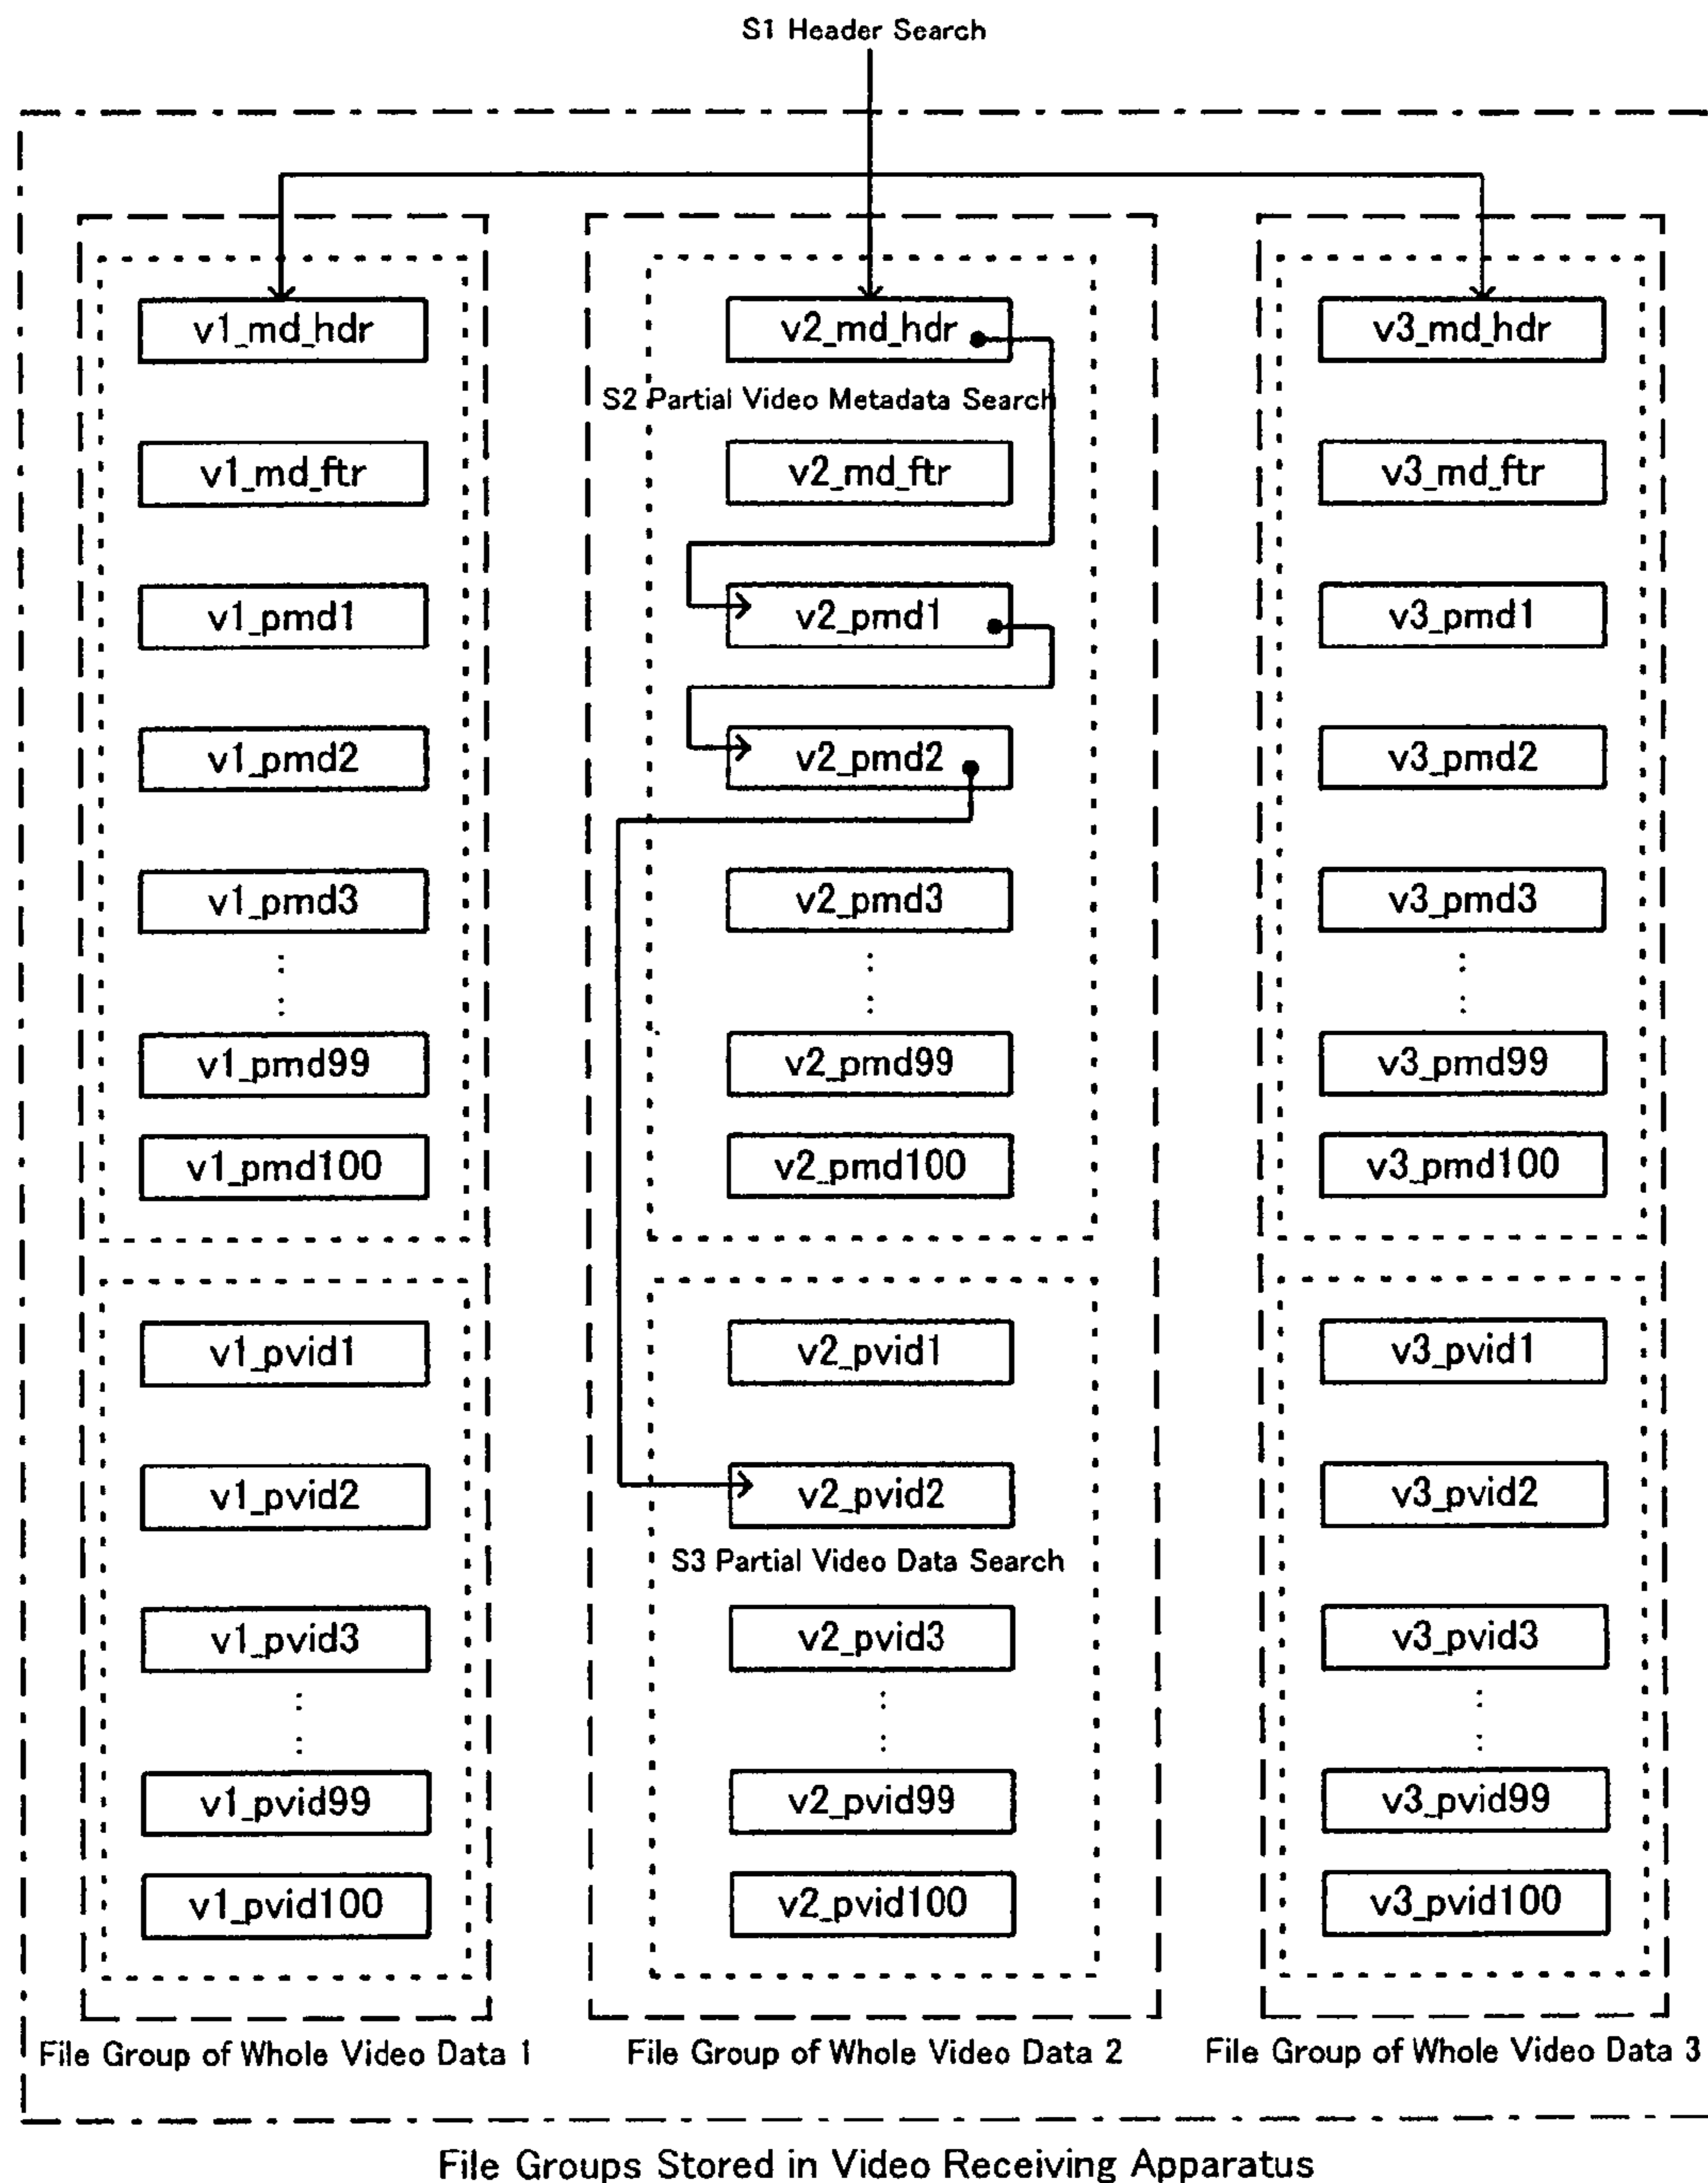 S1 Header Search
v1_md_hdr
v2_md_hdr
v3_md_hdr
S2 Partial Video Metadata Search
v1_md_ftr
v2_md_ftr
v3_md_ftr
v1_pmd1
v2_pmd1
v3_pmd1
v1_pmd2
v2_pmd2
v3_pmd2
v1_pmd3
v2_pmd3
v3_pmd3
v1_pmd99
v2_pmd99
v3_pmd99
v1_pmd100
v2_pmd100
v3_pmd100
v1_pvid1
v2_pvid1
v3_pvid1
v1_pvid2
v2_pvid2
v3_pvid2
S3 Partial Video Data Search
v1_pvid3
v2_pvid3
v3_pvid3
v1_pvid99
v2_pvid99
v3_pvid99
v1_pvid100
v2_pvid100
v3_pvid100
File Group of Whole Video Data 1
File Group of Whole Video Data 2
File Group of Whole Video Data 3
File Groups Stored in Video Receiving Apparatus